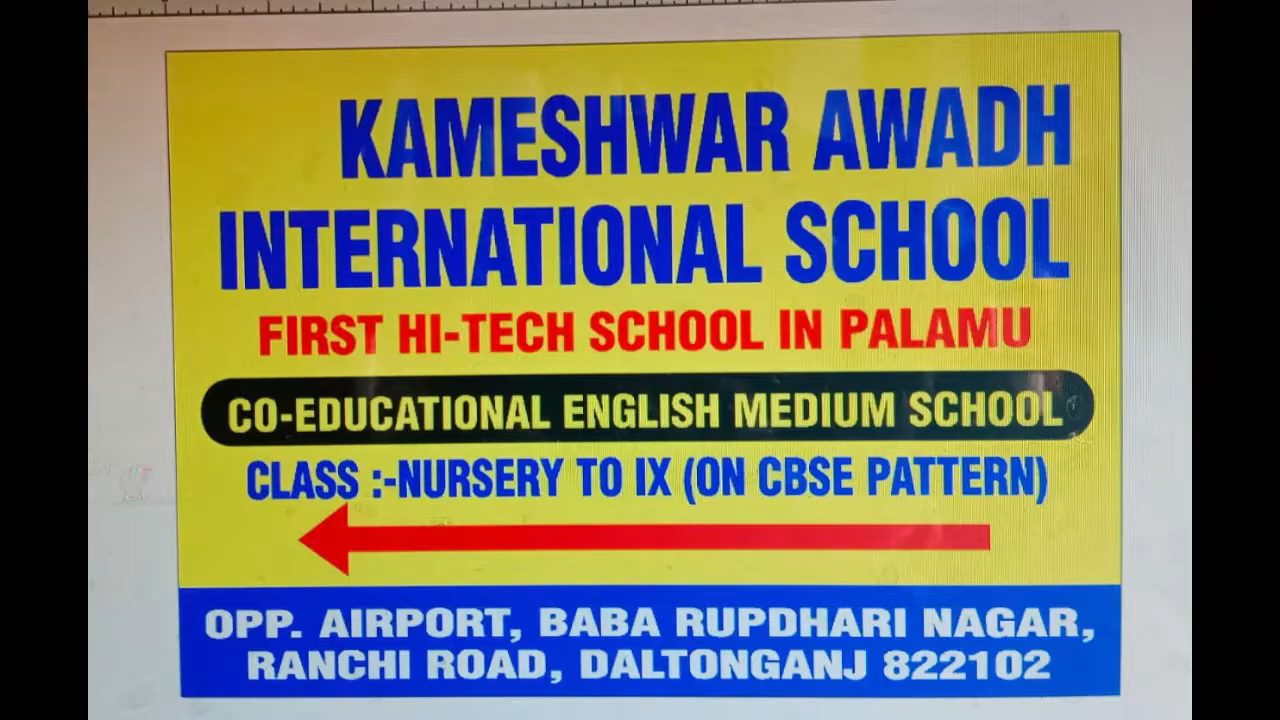 KAMESHWAR AWADH
INTERNATIONAL SCHOOL
FIRST HI-TECH SCHOOL IN PALAMU
CO-EDUCATIONAL ENGLISH MEDIUM SCHOOL
CLASS :-NURSERY TO IX (ON CBSE PATTERN)
OPP. AIRPORT, BABA RUPDHARI NAGAR,
RANCHI ROAD, DALTONGANJ 822102